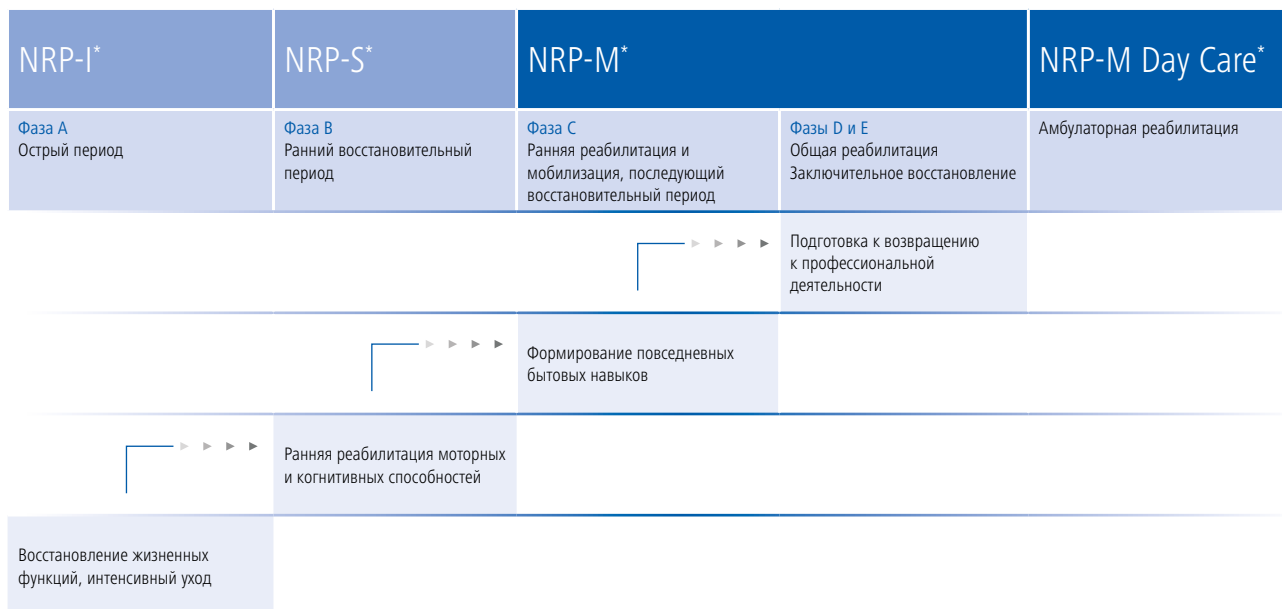 NRP-I*
NRP-S*
NRP-M*
NRP-M Day Care*
Фаза A
Острый период
Фаза B
Ранний восстановительный
период
Фаза C
Ранняя реабилитация и
мобилизация, последующий
восстановительный период
Фазы D и E
Общая реабилитация
Заключительное восстановление
Амбулаторная реабилитация
Подготовка к возвращению
к профессиональной
деятельности
Формирование повседневных
бытовых навыков
Ранняя реабилитация моторных
и когнитивных способностей
Восстановление жизненных
функций, интенсивный уход